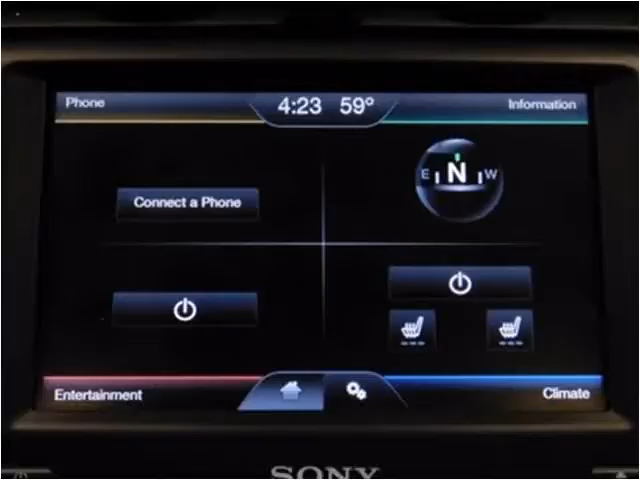 Phone 4:23 59° Information
E N W
Connect a Phone
Entertainment Climate
SONY